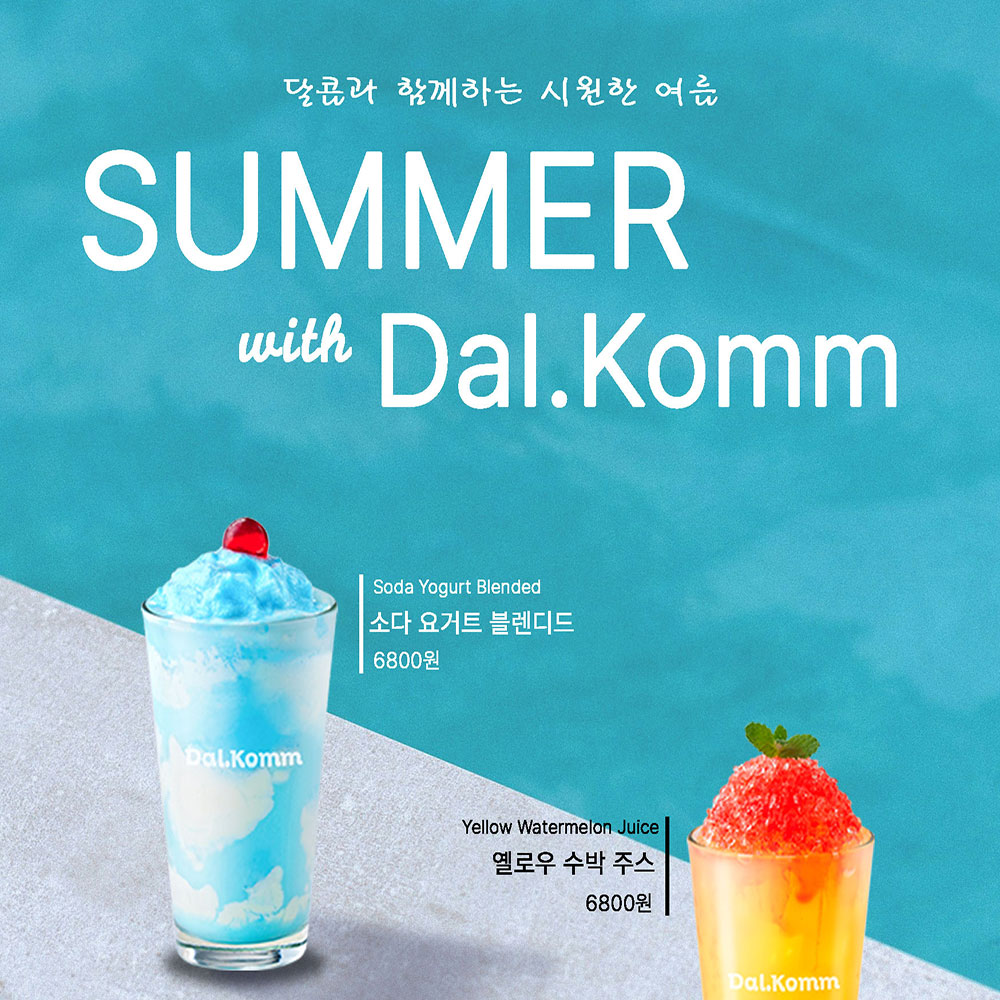 달콤과 함께하는 시원한 여름
SUMMER
with Dal.Komm
Soda Yogurt Blended
소다 요거트 블렌디드
6800원
Dal.Komm
Yellow Watermelon Juice
옐로우 수박 주스
6800원
Dal.Komm